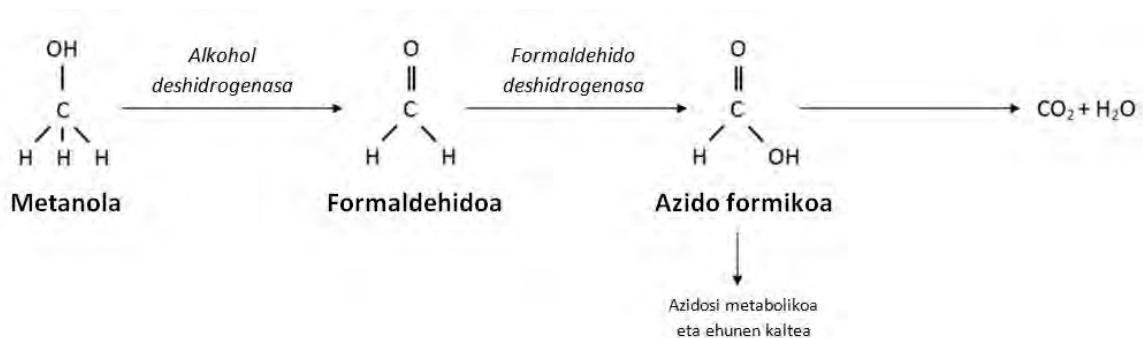 OH
C
H H H
Metanola
Alkohol
deshidrogenasa
O
C
H H
Formaldehidoa
Formaldehido
deshidrogenasa
O
C
H OH
Azido formikoa
Azidosi metabolikoa
eta ehunen kaltea
CO₂ + H₂O